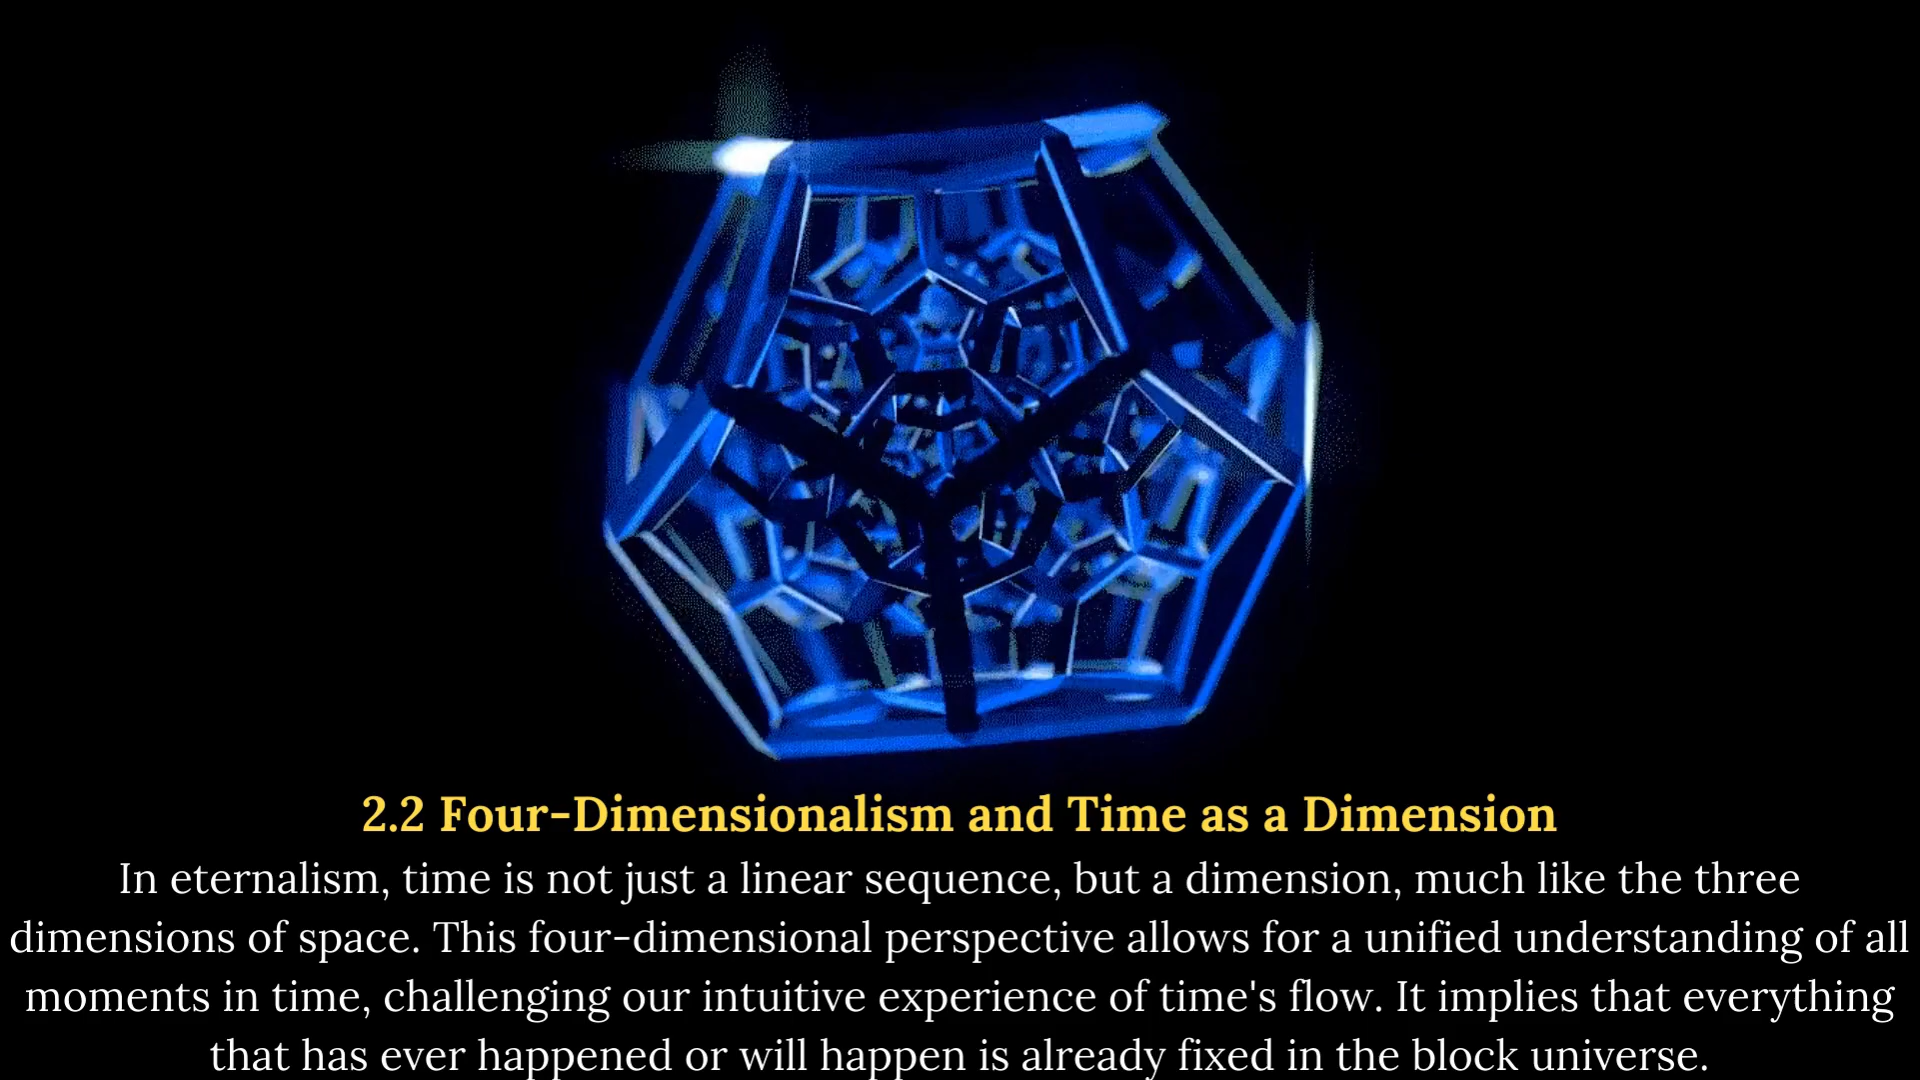 2.2 Four-Dimensionalism and Time as a Dimension
In eternalism, time is not just a linear sequence, but a dimension, much like the three
dimensions of space. This four-dimensional perspective allows for a unified understanding of all
moments in time, challenging our intuitive experience of time's flow. It implies that everything
that has ever happened or will happen is already fixed in the block universe.